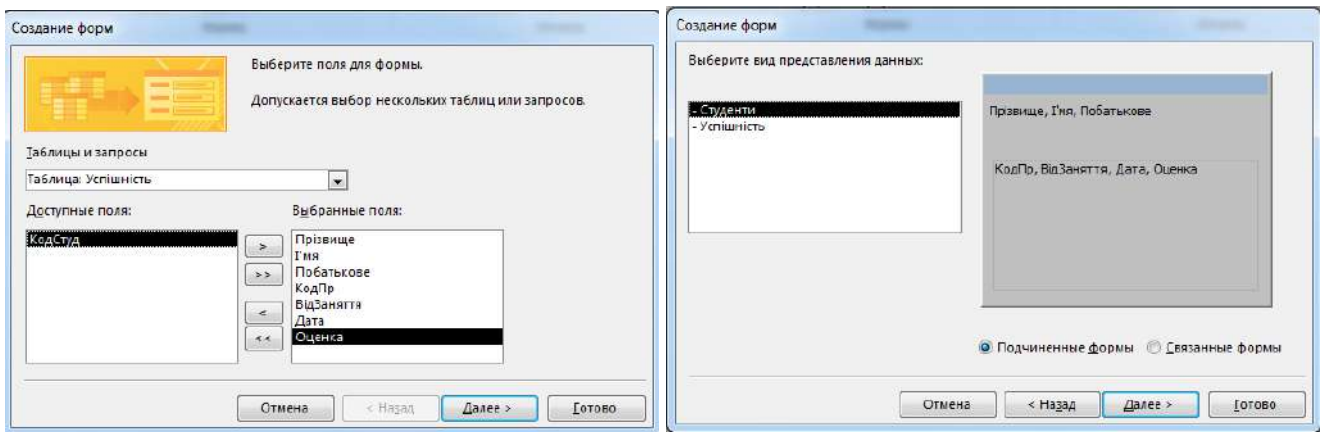 Создание форм
Выберите поля для формы.
Допускается выбор нескольких таблиц или запросов.
Таблицы и запросы
Таблица: Успішність
Доступные поля:
Выбранные поля:
КодСтуд
>
>>
<
<<
Прізвище
І'мя
Побатькове
КодПр
ВідЗаняття
Дата
Оценка
Отмена
< Назад
Далее >
Готово
Создание форм
Выберите вид представления данных:
- Студенти
- Успішність
Прізвище, І'мя, Побатькове
КодПр, ВідЗаняття, Дата, Оценка
Подчиненные формы
Связанные формы
Отмена
< Назад
Далее >
Готово